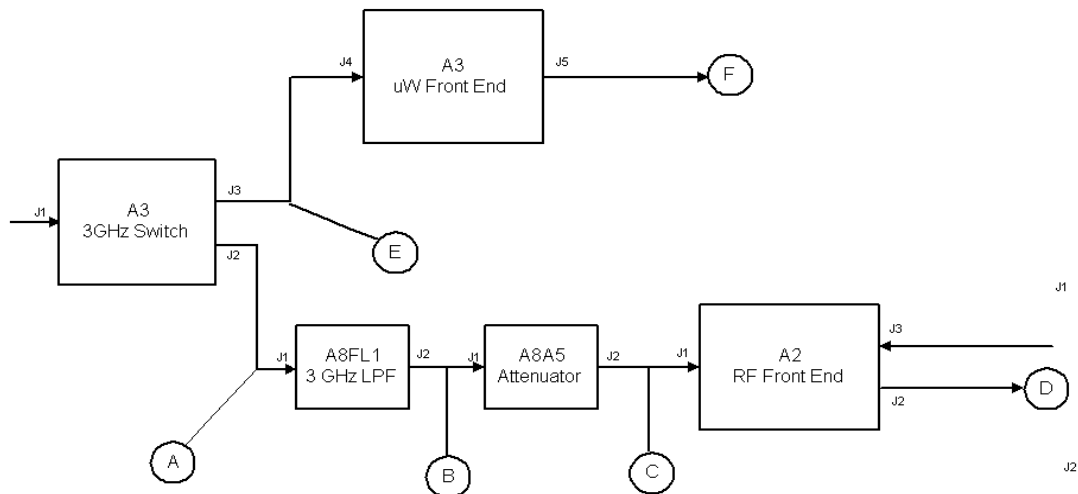 J4
A3
uW Front End
J5
F
J1
A3
3GHz Switch
J3
J2
E
J1
A8FL1
3 GHz LPF
J2
J1
A8A5
Attenuator
J2
J1
A2
RF Front End
J3
J2
J1
D
A
B
C
J2